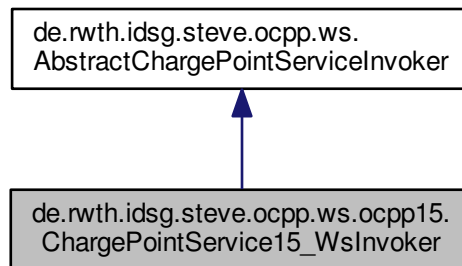 de.rwth.idsg.steve.ocpp.ws.
AbstractChargePointServiceInvoker
de.rwth.idsg.steve.ocpp.ws.ocpp15.
ChargePointService15_WsInvoker